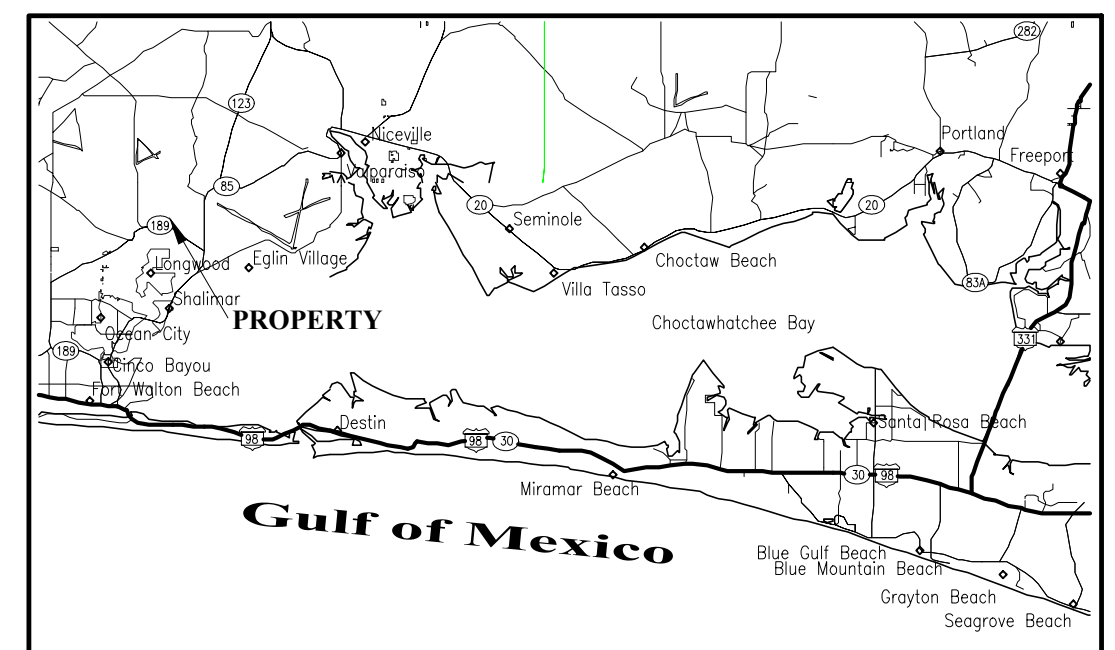 282
123
Niceville
Portland
Valparaiso
Freeport
85
20
20
Seminole
189
Longwood
Eglin Village
Choctaw Beach
83A
Villa Tasso
Shalimar
PROPERTY
Choctawhatchee Bay
Ocean City
331
189
Cinco Bayou
Fort Walton Beach
Destin
Santa Rosa Beach
98
98
30
30
98
Miramar Beach
Gulf of Mexico
Blue Gulf Beach
Blue Mountain Beach
Grayton Beach
Seagrove Beach